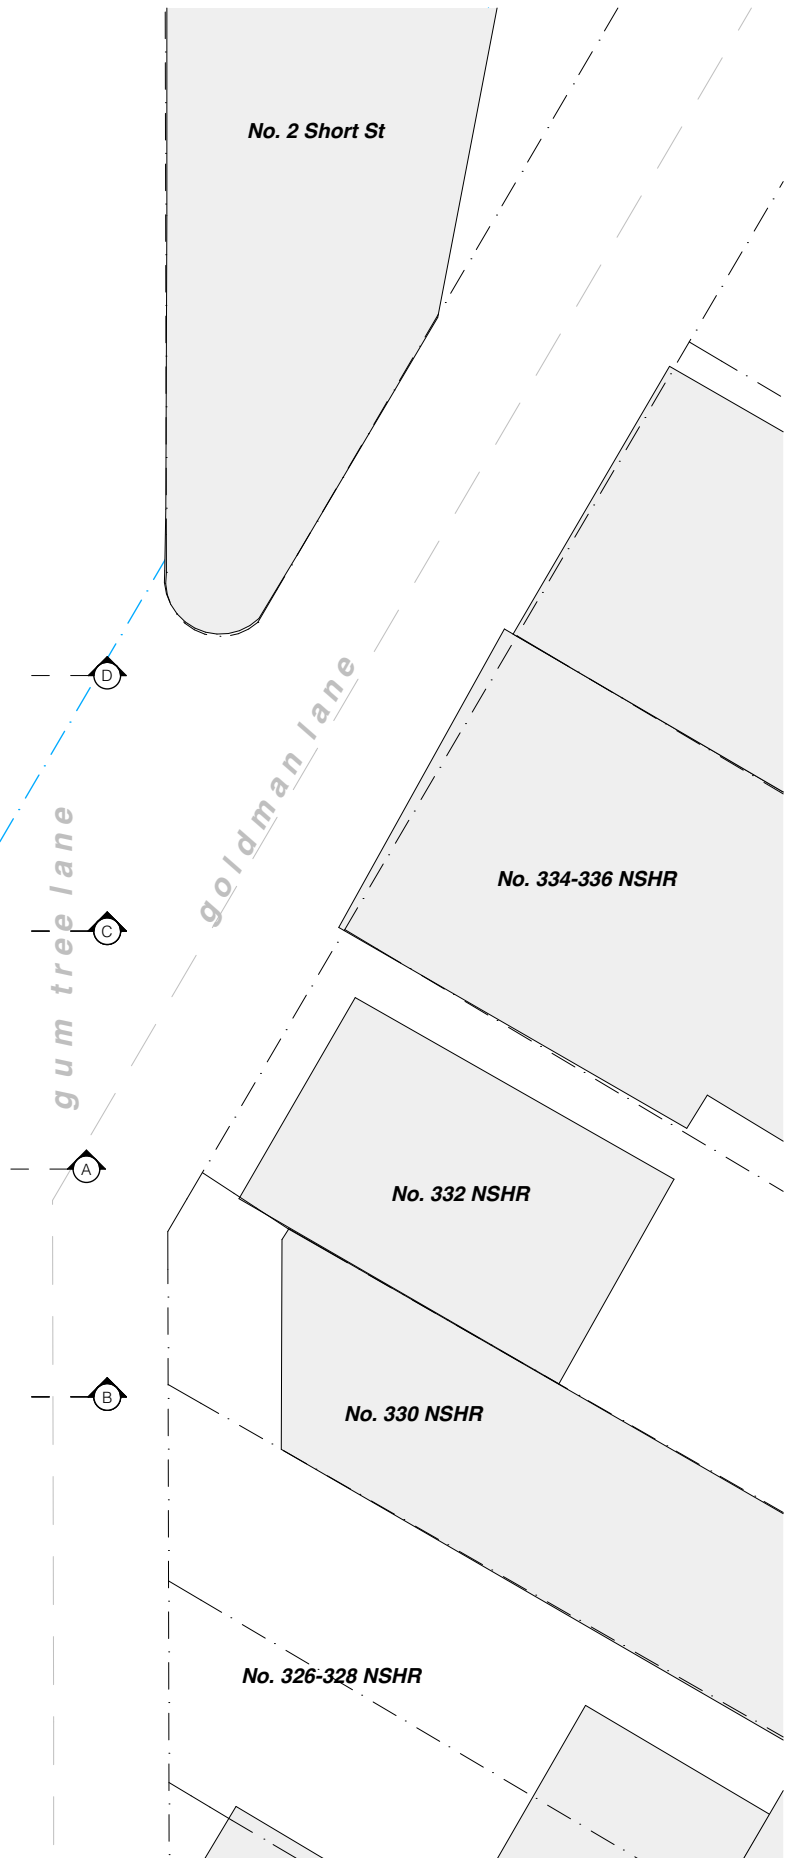 No. 2 Short St
D
goldman lane
gum tree lane
No. 334-336 NSHR
C
A
No. 332 NSHR
B
No. 330 NSHR
No. 326-328 NSHR